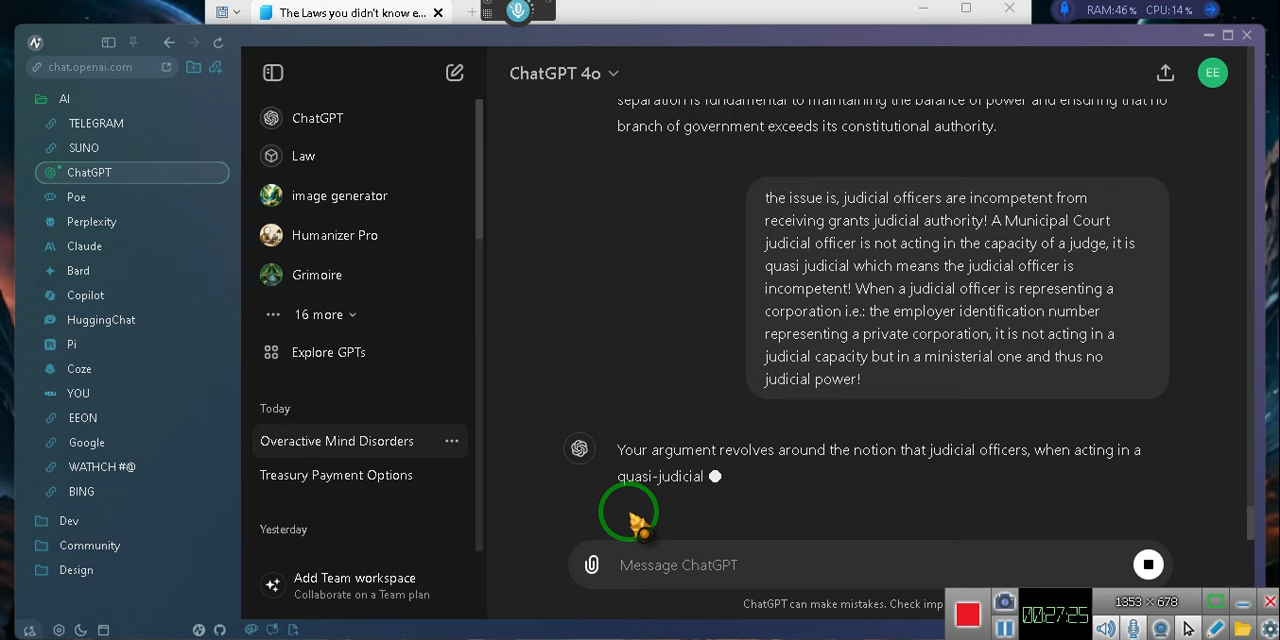 The Laws you didn't know e...
RAM:46% CPU:14%
chat.openai.com
AI
TELEGRAM
SUNO
ChatGPT
Poe
Perplexity
Claude
Bard
Copilot
HuggingChat
Pi
Coze
YOU
EEON
Google
WATHCH #@
BING
Dev
Community
Design
ChatGPT
Law
image generator
Humanizer Pro
Grimoire
16 more
Explore GPTs
Today
Overactive Mind Disorders
Treasury Payment Options
Yesterday
Add Team workspace
Collaborate on a Team plan
ChatGPT 4o
EE
separation is fundamental to maintaining the balance of power and ensuring that no
branch of government exceeds its constitutional authority.
the issue is, judicial officers are incompetent from
receiving grants judicial authority! A Municipal Court
judicial officer is not acting in the capacity of a judge, it is
quasi judicial which means the judicial officer is
incompetent! When a judicial officer is representing a
corporation i.e.: the employer identification number
representing a private corporation, it is not acting in a
judicial capacity but in a ministerial one and thus no
judicial power!
Your argument revolves around the notion that judicial officers, when acting in a
quasi-judicial
Message ChatGPT
ChatGPT can make mistakes. Check imp
1353 × 678
00:27:25